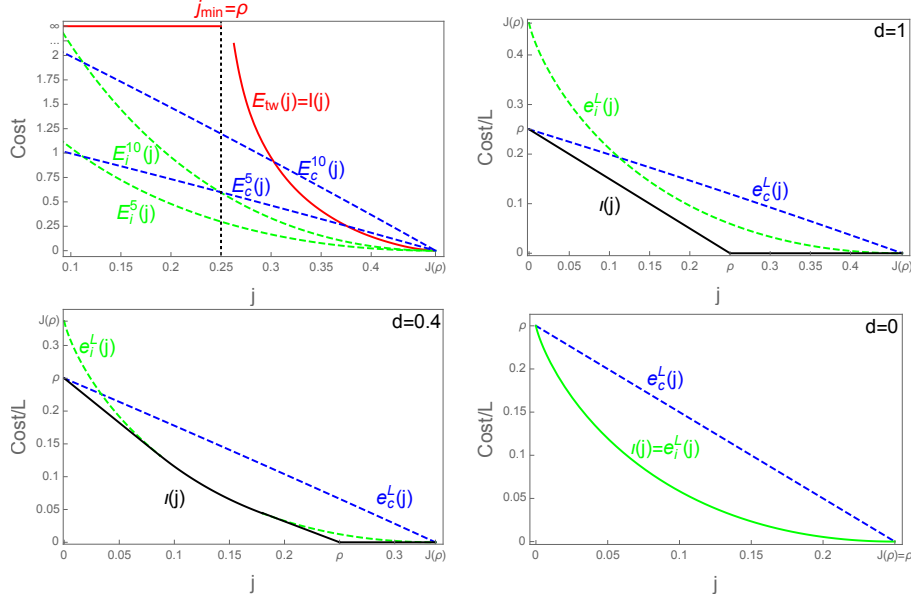 j_min=ρ
∞
...
2
1.75
1.5
1.25
1
0.75
0.5
0.25
0
Cost
E_tw(j)=I(j)
E_i^10(j)
E_c^10(j)
E_c^5(j)
E_i^5(j)
0.1 0.15 0.2 0.25 0.3 0.35 0.4 J(ρ)
j
d=1
J(ρ)
0.4
0.3
ρ
0.2
0.1
0
Cost/L
e_i^L(j)
e_c^L(j)
ı(j)
0 0.05 0.1 0.15 0.20 ρ 0.30 0.35 0.40 J(ρ)
j
d=0.4
J(ρ)
0.3
ρ
0.2
0.15
0.1
0.05
0
Cost/L
e_i^L(j)
e_c^L(j)
ı(j)
0 0.05 0.1 0.15 0.2 ρ 0.3 J(ρ)
j
d=0
ρ
0.2
0.15
0.1
0.05
0
Cost/L
e_c^L(j)
ı(j)=e_i^L(j)
0 0.05 0.1 0.15 0.2 J(ρ)=ρ
j